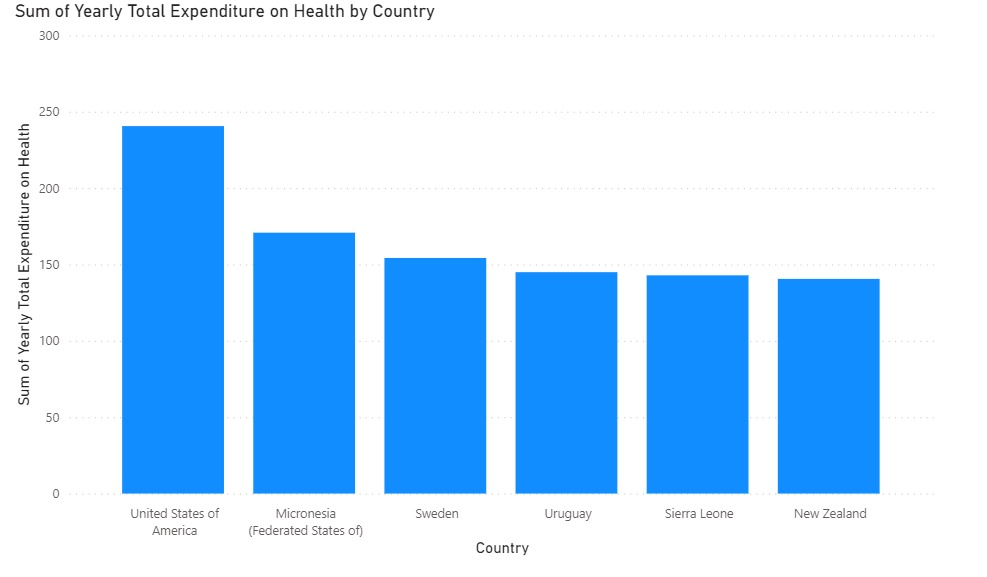 Sum of Yearly Total Expenditure on Health by Country
Sum of Yearly Total Expenditure on Health
300
250
200
150
100
50
0
United States of
America
Micronesia
(Federated States of)
Sweden
Uruguay
Sierra Leone
New Zealand
Country